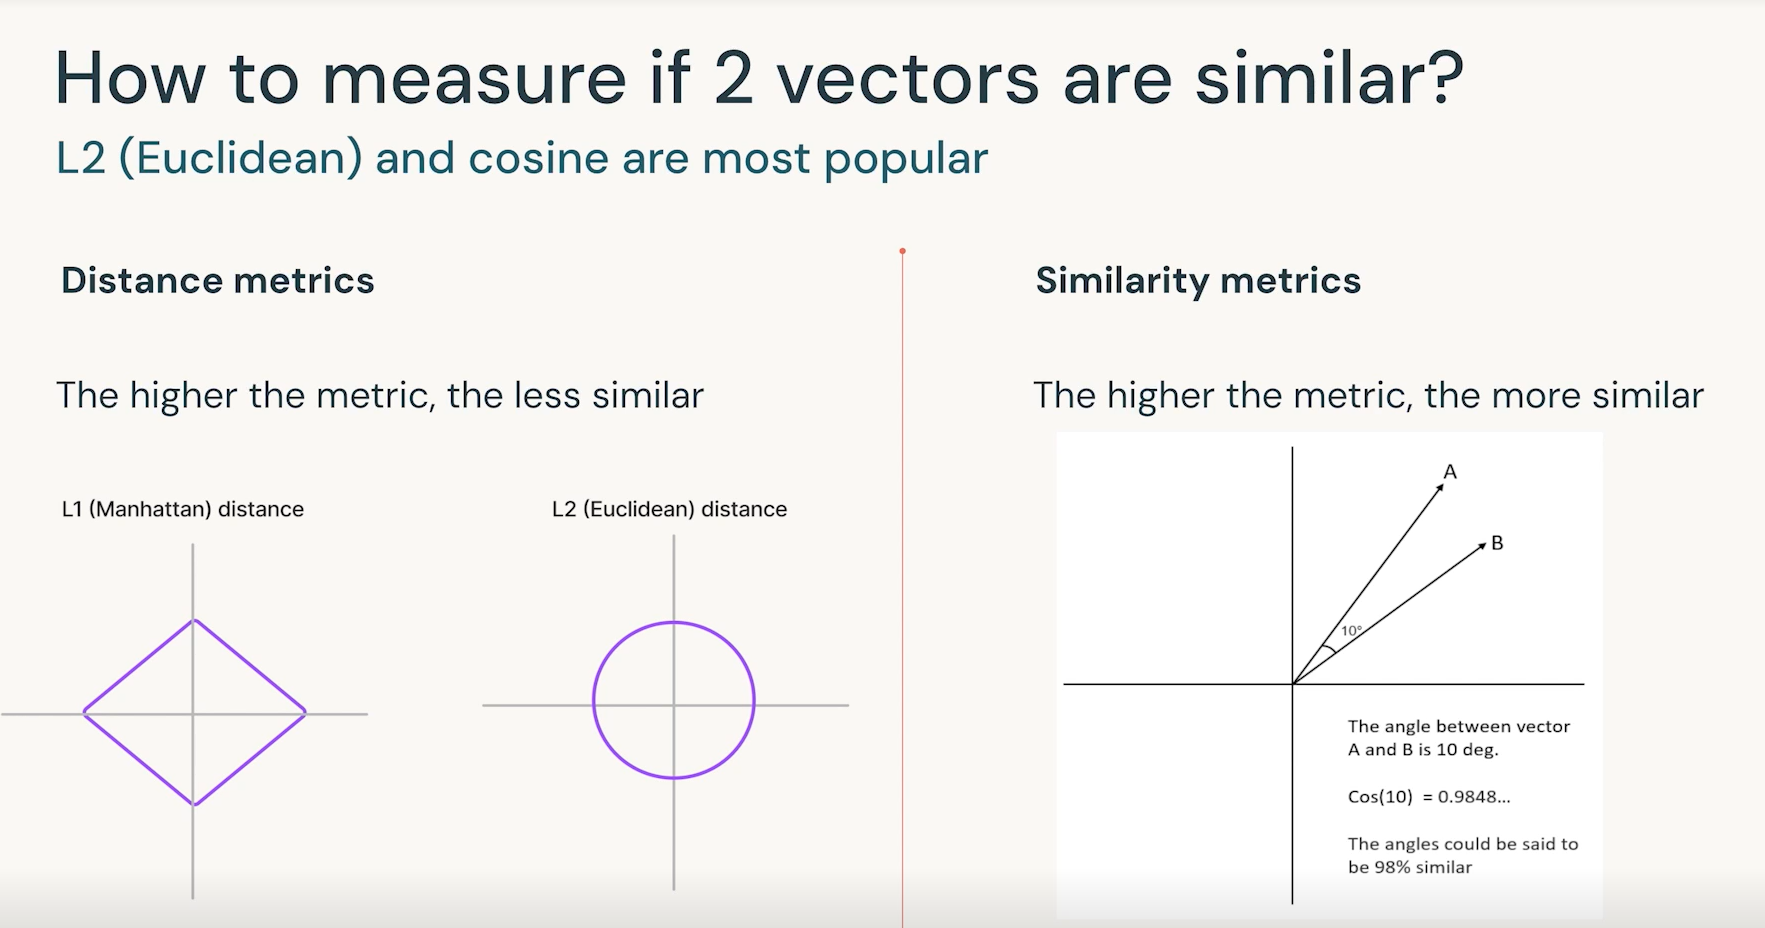 How to measure if 2 vectors are similar?
L2 (Euclidean) and cosine are most popular
Distance metrics
The higher the metric, the less similar
L1 (Manhattan) distance
L2 (Euclidean) distance
Similarity metrics
The higher the metric, the more similar
A
B
10°
The angle between vector
A and B is 10 deg.
Cos(10) = 0.9848...
The angles could be said to
be 98% similar